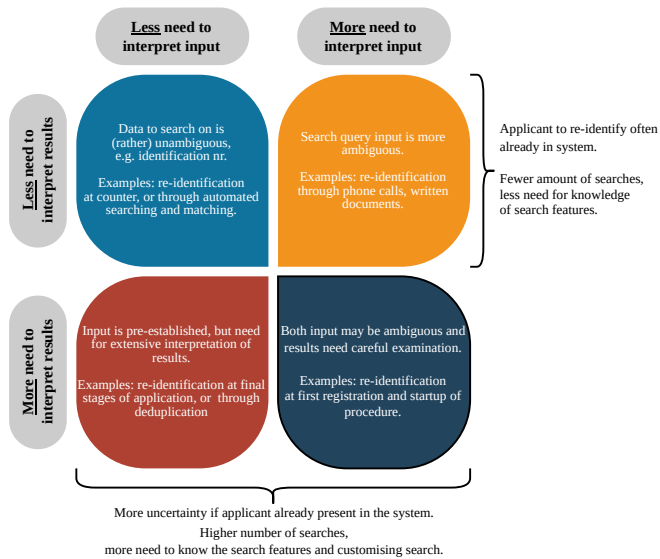 Less need to
interpret input
More need to
interpret input
Less need to
interpret results
Data to search on is
(rather) unambiguous,
e.g. identification nr.
Examples: re-identification
at counter, or through automated
searching and matching.
Search query input is more
ambiguous.
Examples: re-identification
through phone calls, written
documents.
Applicant to re-identify often
already in system.
Fewer amount of searches,
less need for knowledge
of search features.
More need to
interpret results
Input is pre-established, but need
for extensive interpretation of
results.
Examples: re-identification at final
stages of application, or through
deduplication
Both input may be ambiguous and
results need careful examination.
Examples: re-identification
at first registration and startup of
procedure.
More uncertainty if applicant already present in the system.
Higher number of searches,
more need to know the search features and customising search.